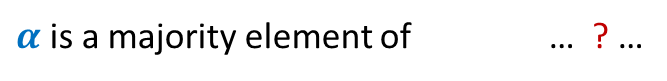 α is a majority element of ... ? ...